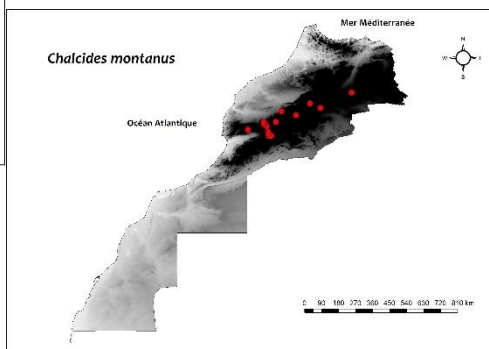 Mer Méditerranée
Chalcides montanus
N
W
E
S
Océan Atlantique
0 90 180 270 360 450 540 630 720 810 km